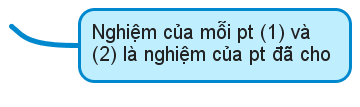 Nghiệm của mỗi pt (1) và
(2) là nghiệm của pt đã cho